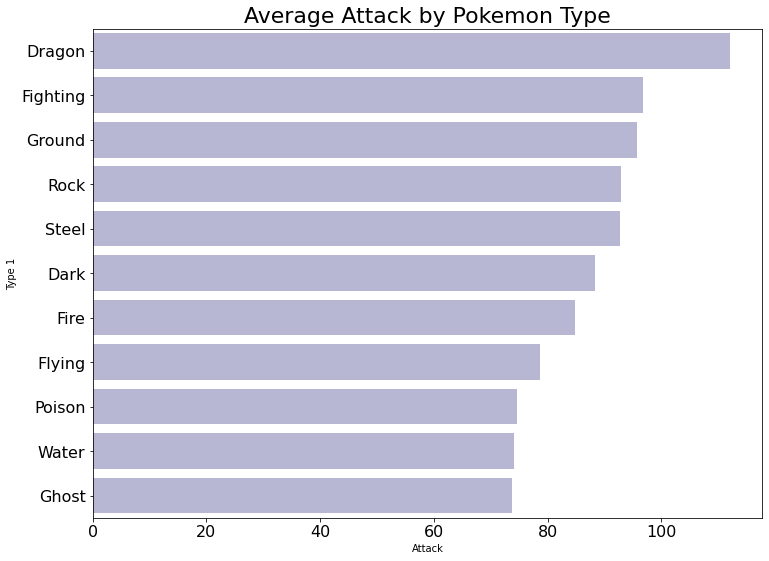 Average Attack by Pokemon Type
Dragon
Fighting
Ground
Rock
Steel
Dark
Fire
Flying
Poison
Water
Ghost
Type 1
0 20 40 60 80 100
Attack